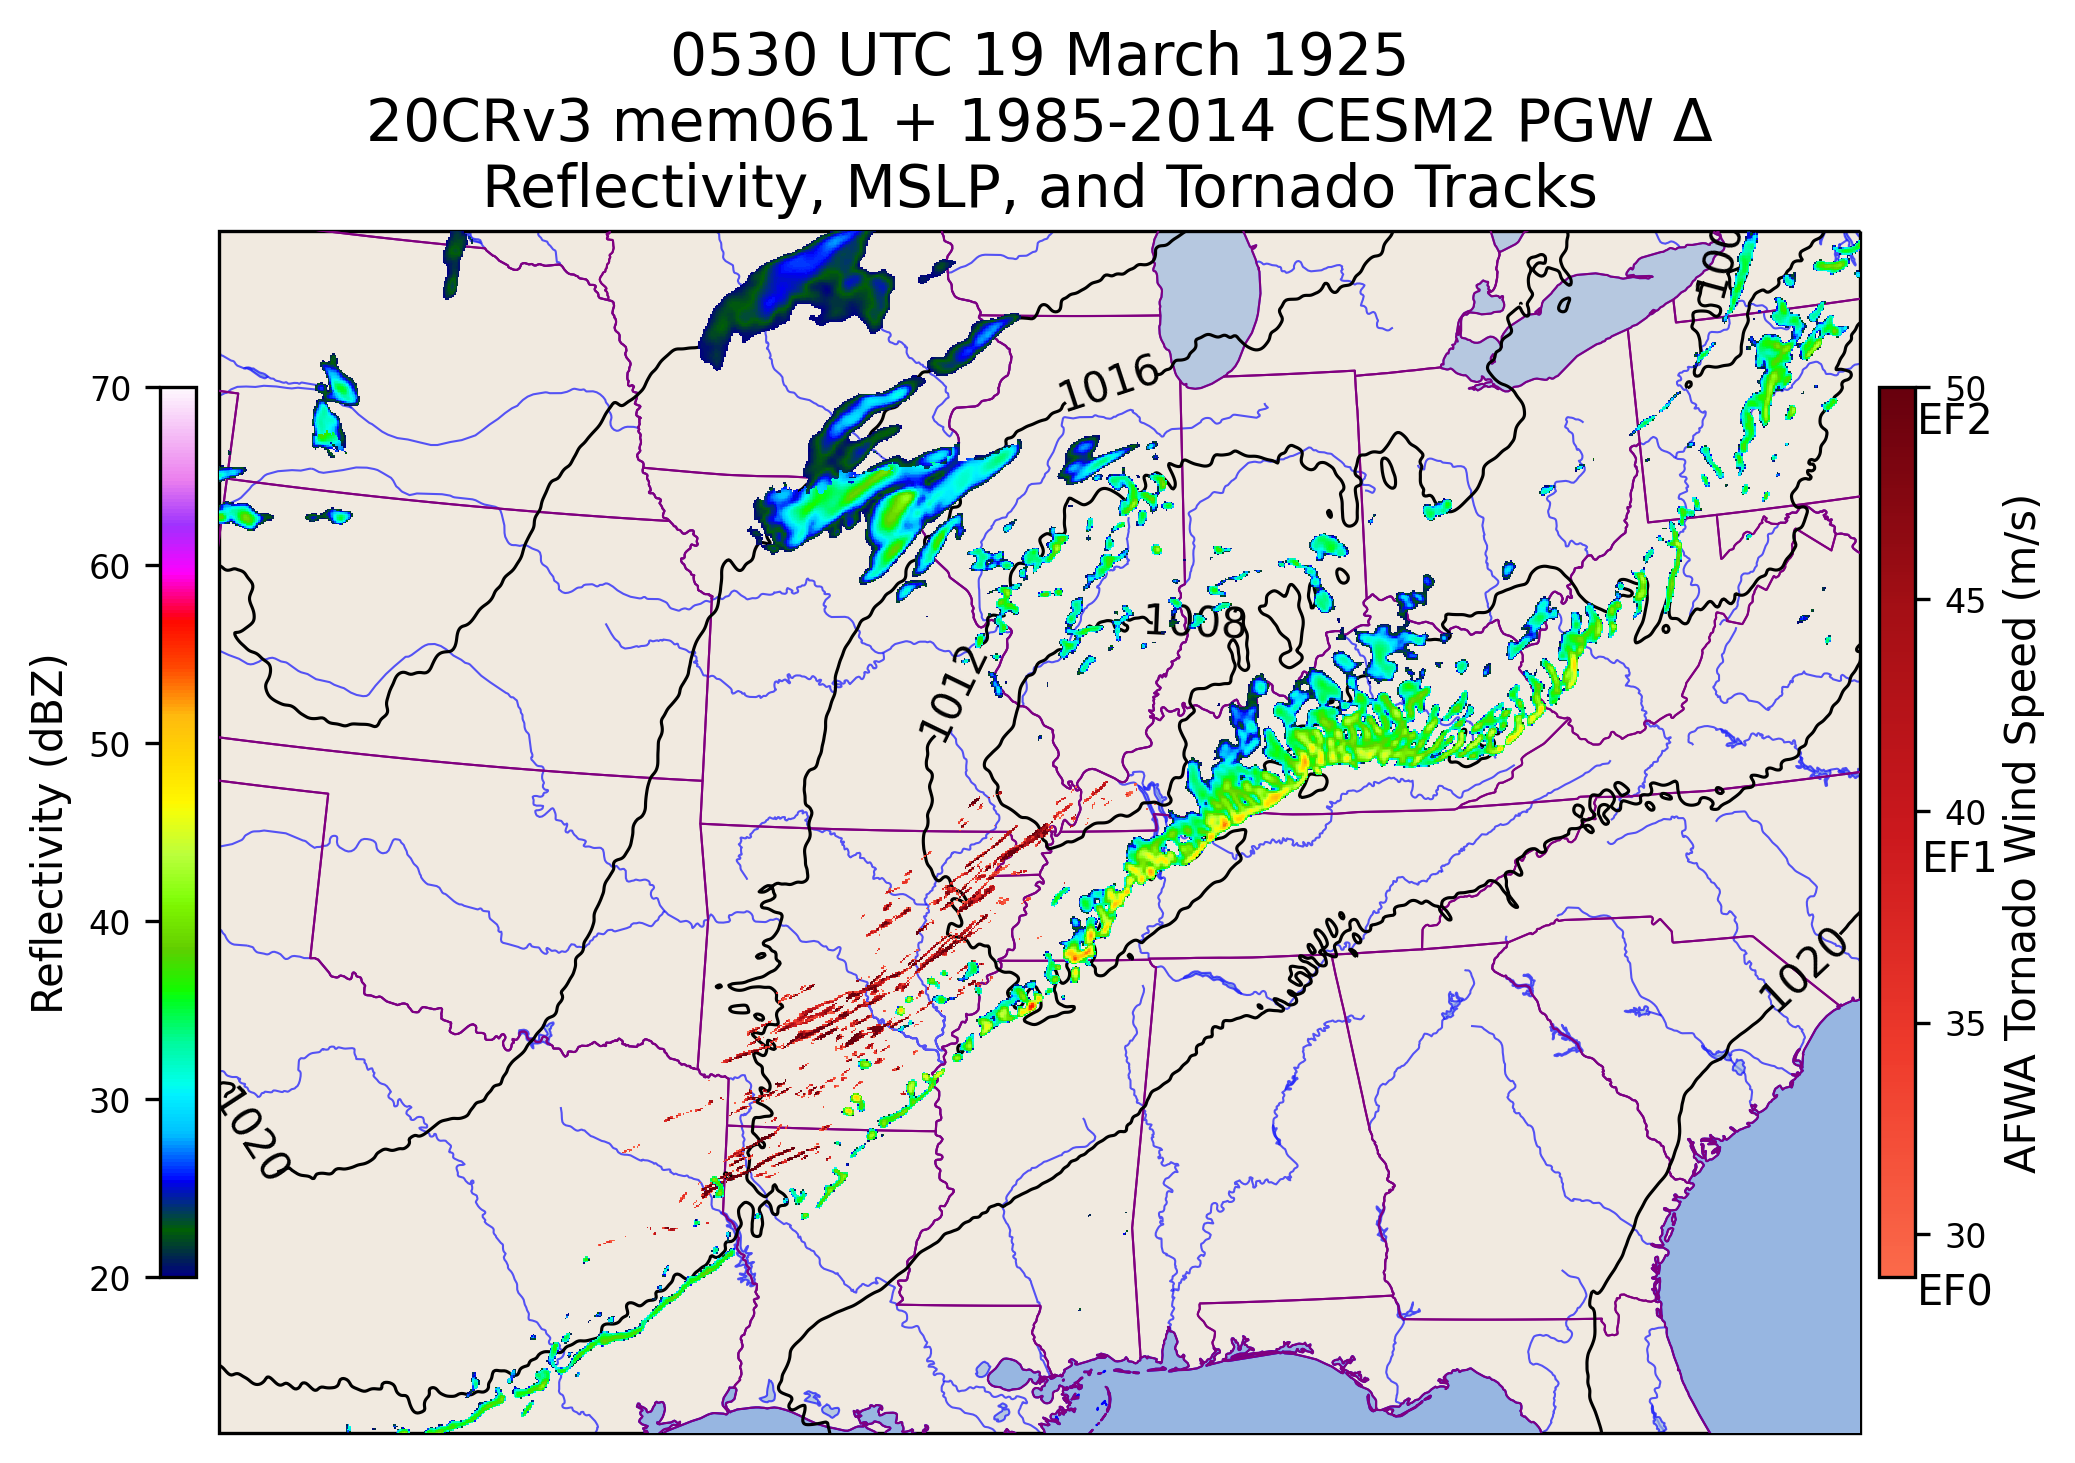 0530 UTC 19 March 1925
20CRv3 mem061 + 1985-2014 CESM2 PGW Δ
Reflectivity, MSLP, and Tornado Tracks
Reflectivity (dBZ)
70
60
50
40
30
20
1016
1008
1012
1020
1020
50
EF2
45
40
EF1
35
30
EF0
AFWA Tornado Wind Speed (m/s)